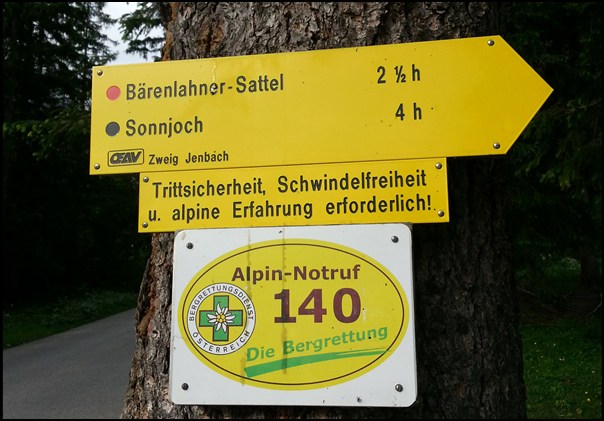 Bärenlahner-Sattel 2 ½ h
Sonnjoch 4 h
OEAV Zweig Jenbach
Trittsicherheit, Schwindelfreiheit
u. alpine Erfahrung erforderlich!
Alpin-Notruf
140
BERGRETTUNGSDIENST
ÖSTERREICH
Die Bergrettung